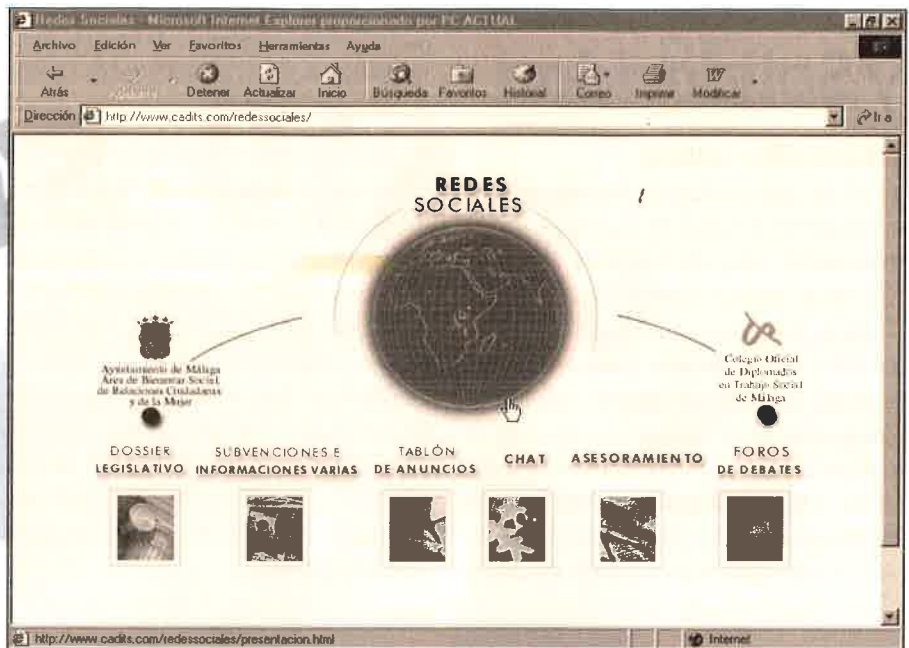 Redes Sociales - Microsoft Internet Explorer proporcionado por PC ACTUAL
Archivo Edición Ver Favoritos Herramientas Ayuda
Atrás Detener Actualizar Inicio Búsqueda Favoritos Historial Correo Imprimir Modificar
Dirección http://www.cadits.com/redessociales/ Ir a
REDES
SOCIALES
Ayuntamiento de Málaga
Área de Bienestar Social,
de Relaciones Ciudadanas
y de la Mujer
Colegio Oficial
de Diplomados
en Trabajo Social
de Málaga
DOSSIER
LEGISLATIVO
SUBVENCIONES E
INFORMACIONES VARIAS
TABLÓN
DE ANUNCIOS
CHAT
ASESORAMIENTO
FOROS
DE DEBATES
http://www.cadits.com/redessociales/presentacion.html Internet